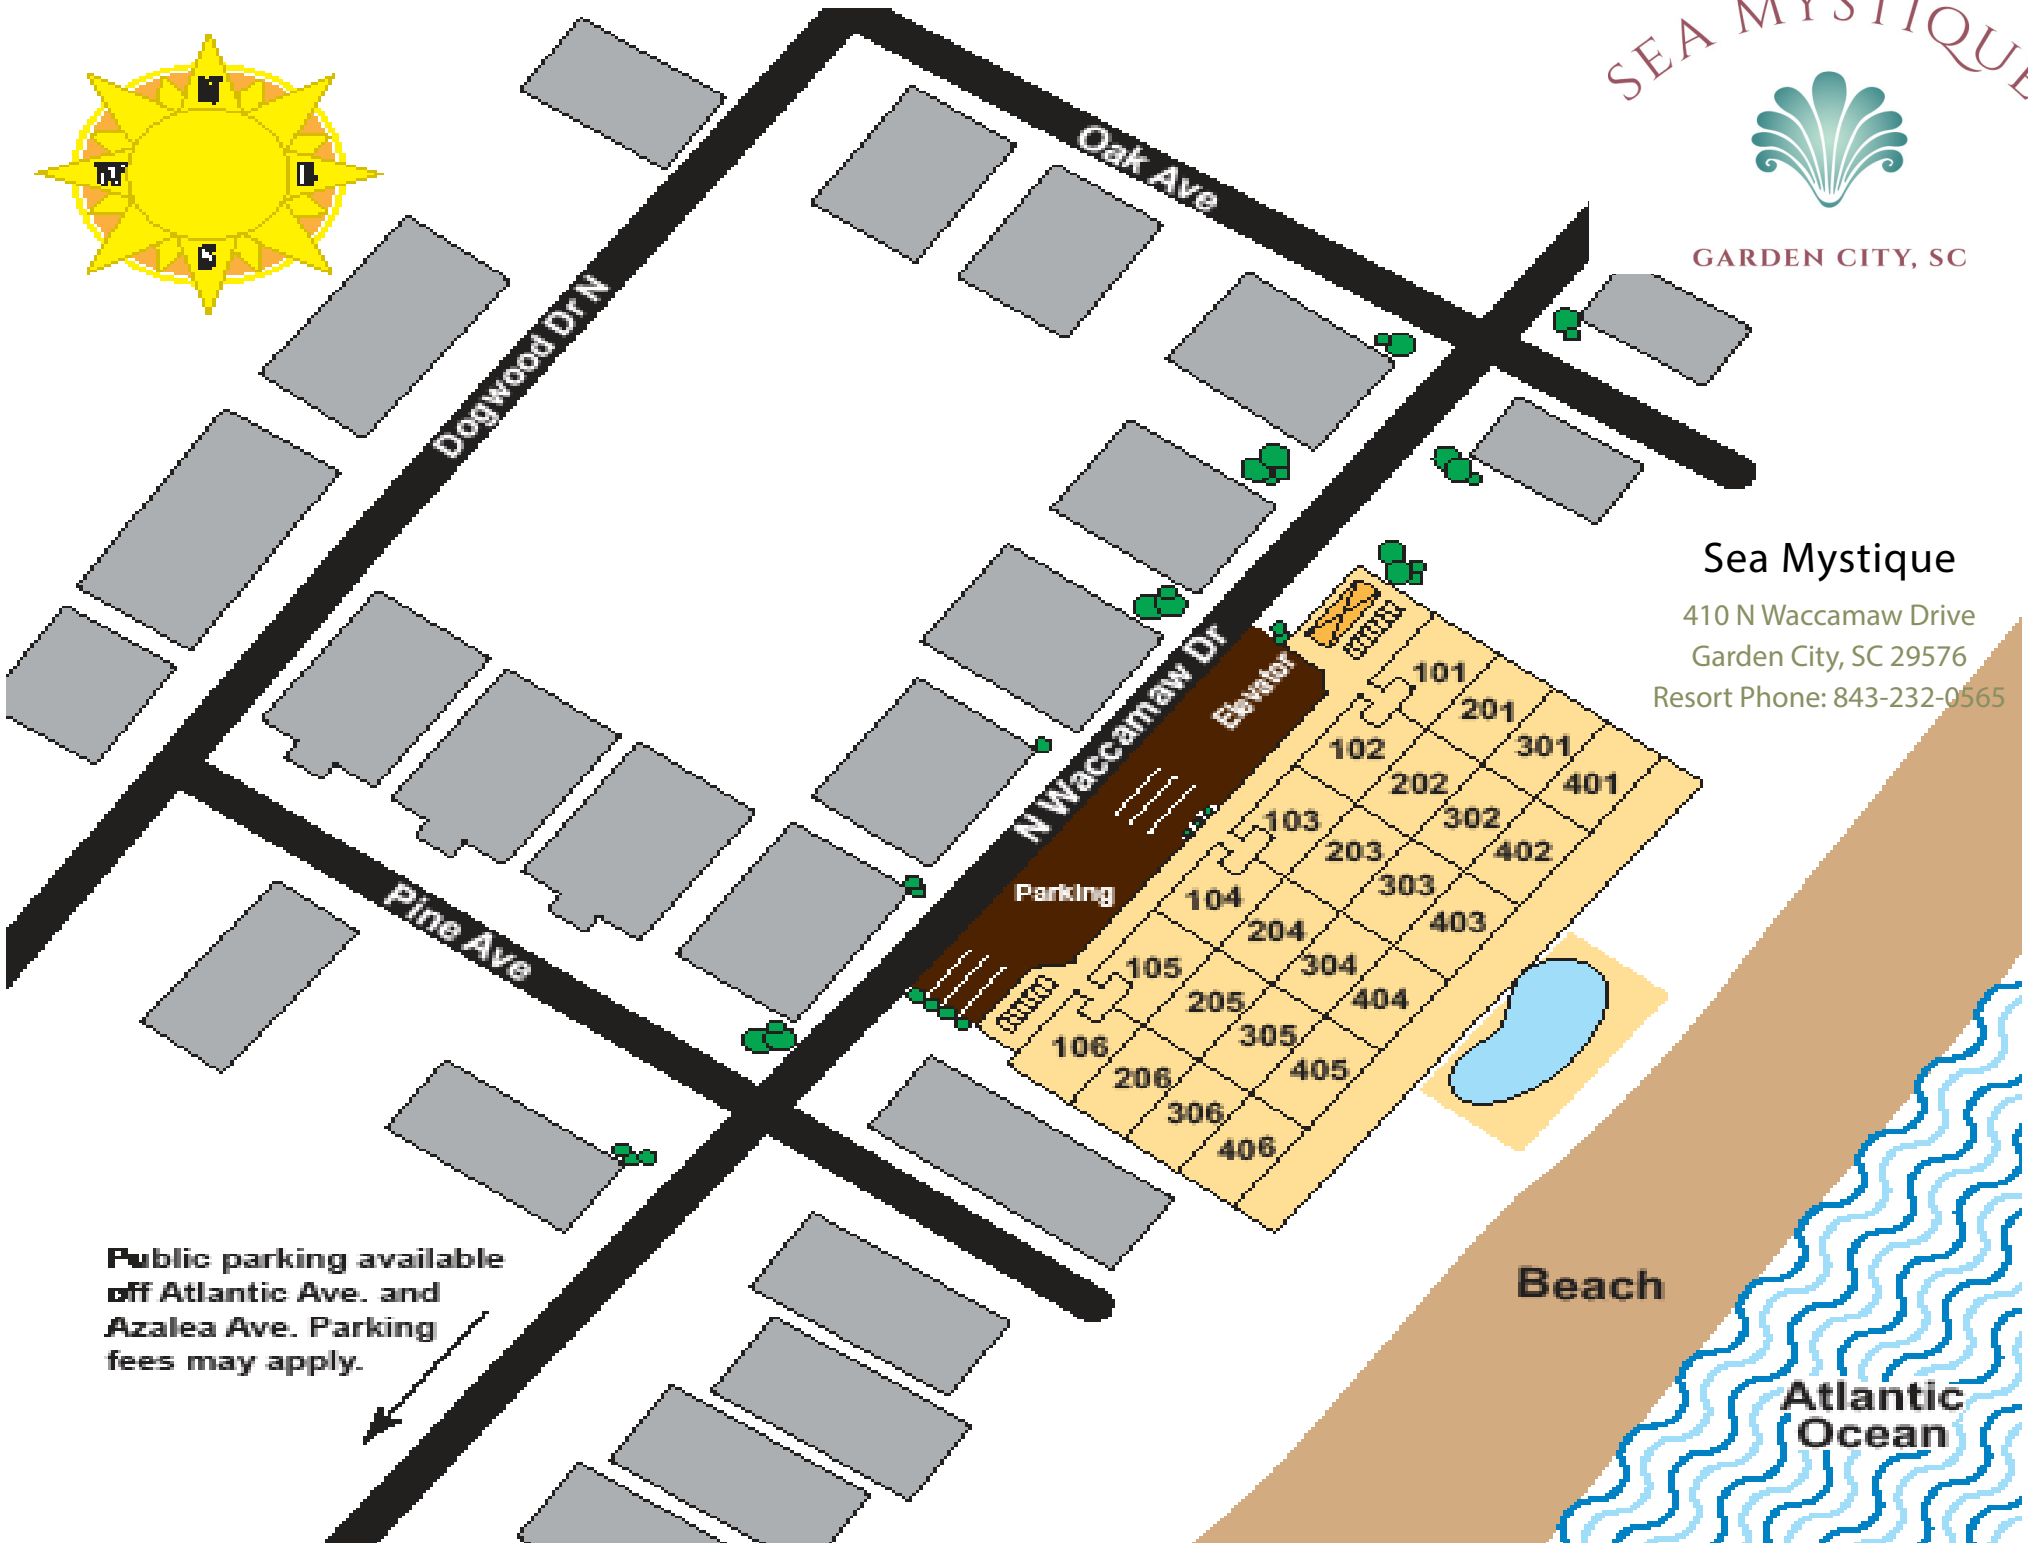 SEA MYSTIQUE
GARDEN CITY, SC
N
W
E
S
Oak Ave
Dogwood Dr N
N Waccamaw Dr
Pine Ave
Sea Mystique
410 N Waccamaw Drive
Garden City, SC 29576
Resort Phone: 843-232-0565
Elevator
Parking
101
201
301
401
102
202
302
402
103
203
303
403
104
204
304
404
105
205
305
405
106
206
306
406
Public parking available
off Atlantic Ave. and
Azalea Ave. Parking
fees may apply.
Beach
Atlantic
Ocean